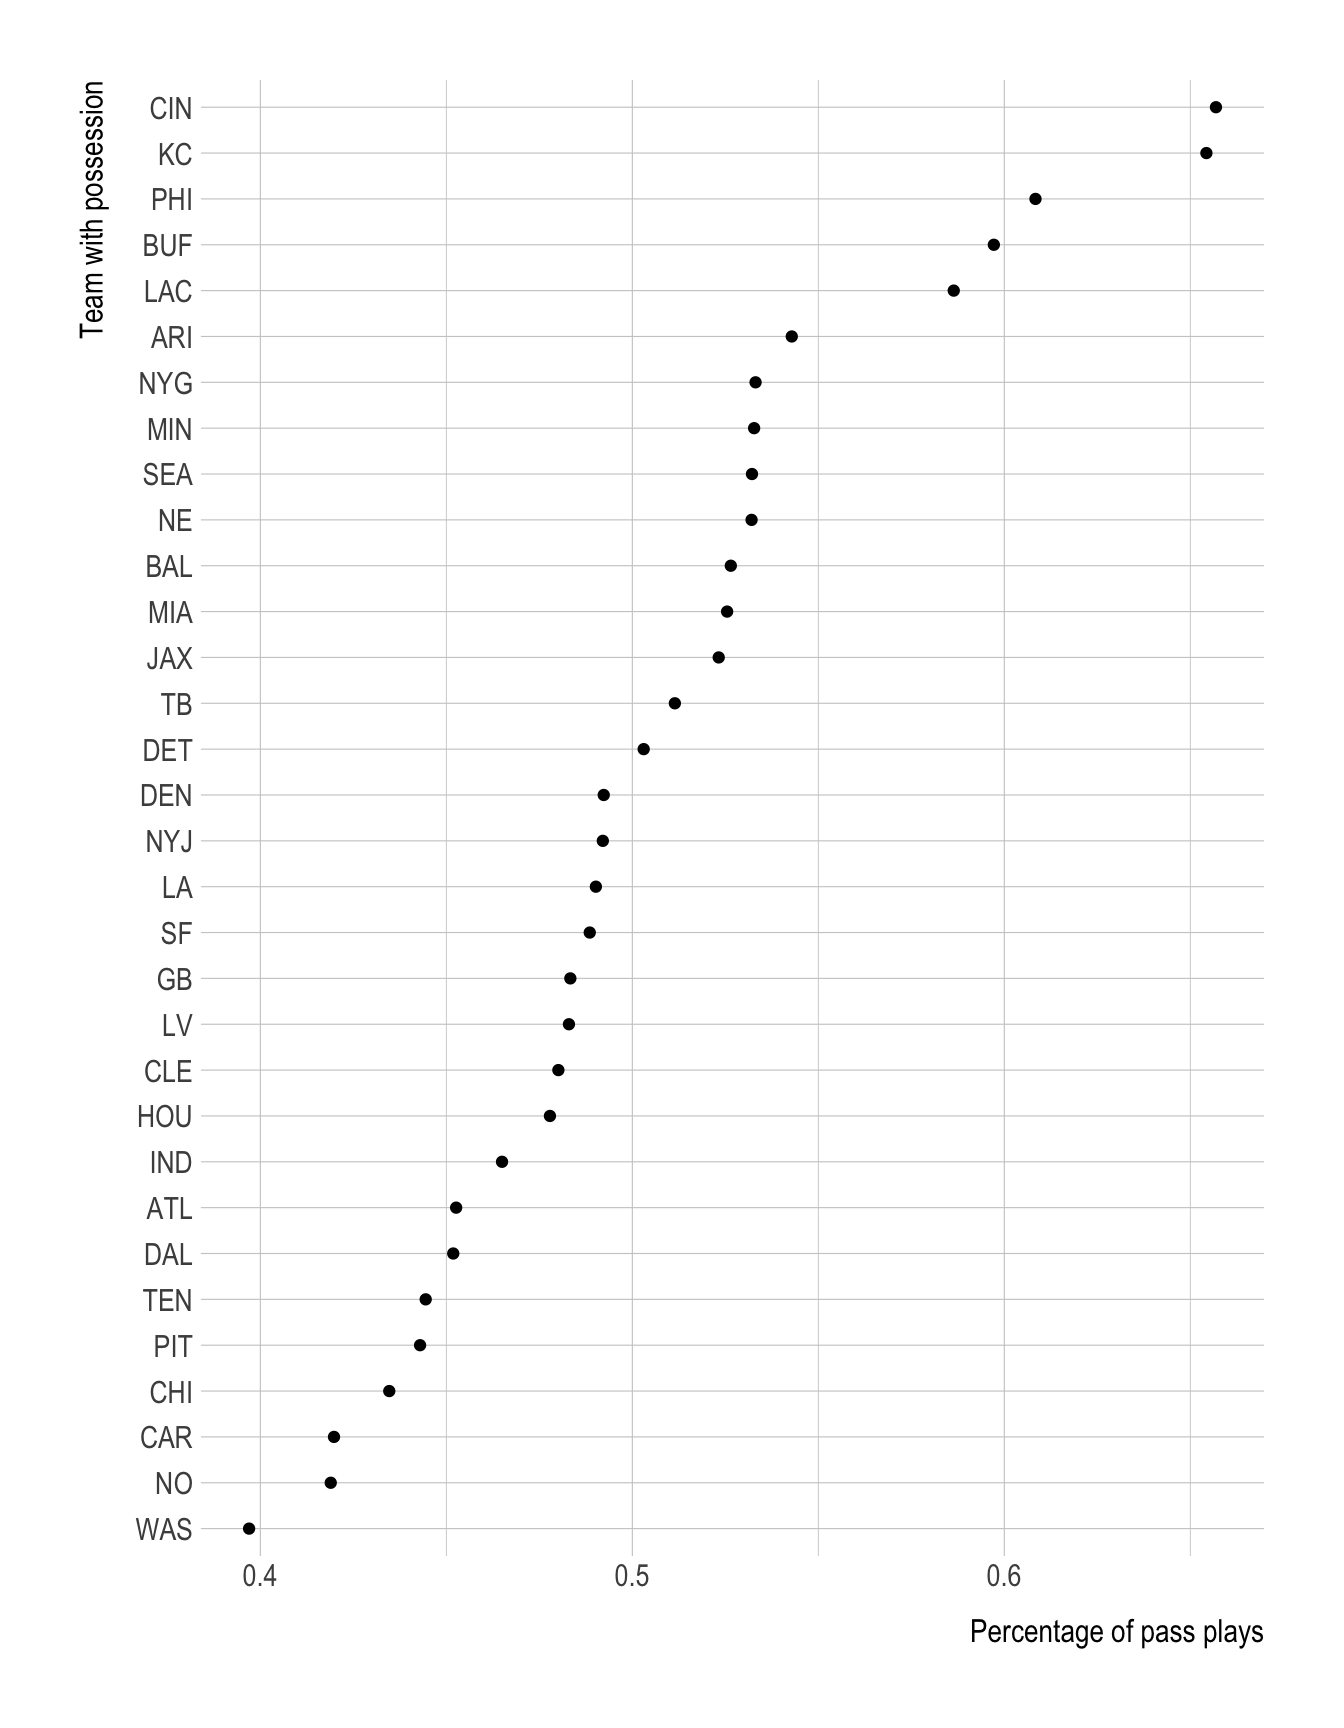 Team with possession
CIN
KC
PHI
BUF
LAC
ARI
NYG
MIN
SEA
NE
BAL
MIA
JAX
TB
DET
DEN
NYJ
LA
SF
GB
LV
CLE
HOU
IND
ATL
DAL
TEN
PIT
CHI
CAR
NO
WAS
0.4 0.5 0.6
Percentage of pass plays